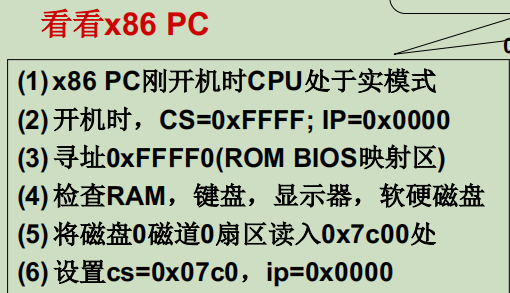 看看x86 PC
(1) x86 PC刚开机时CPU处于实模式
(2) 开机时，CS=0xFFFF; IP=0x0000
(3) 寻址0xFFFF0(ROM BIOS映射区)
(4) 检查RAM，键盘，显示器，软硬磁盘
(5) 将磁盘0磁道0扇区读入0x7c00处
(6) 设置cs=0x07c0，ip=0x0000